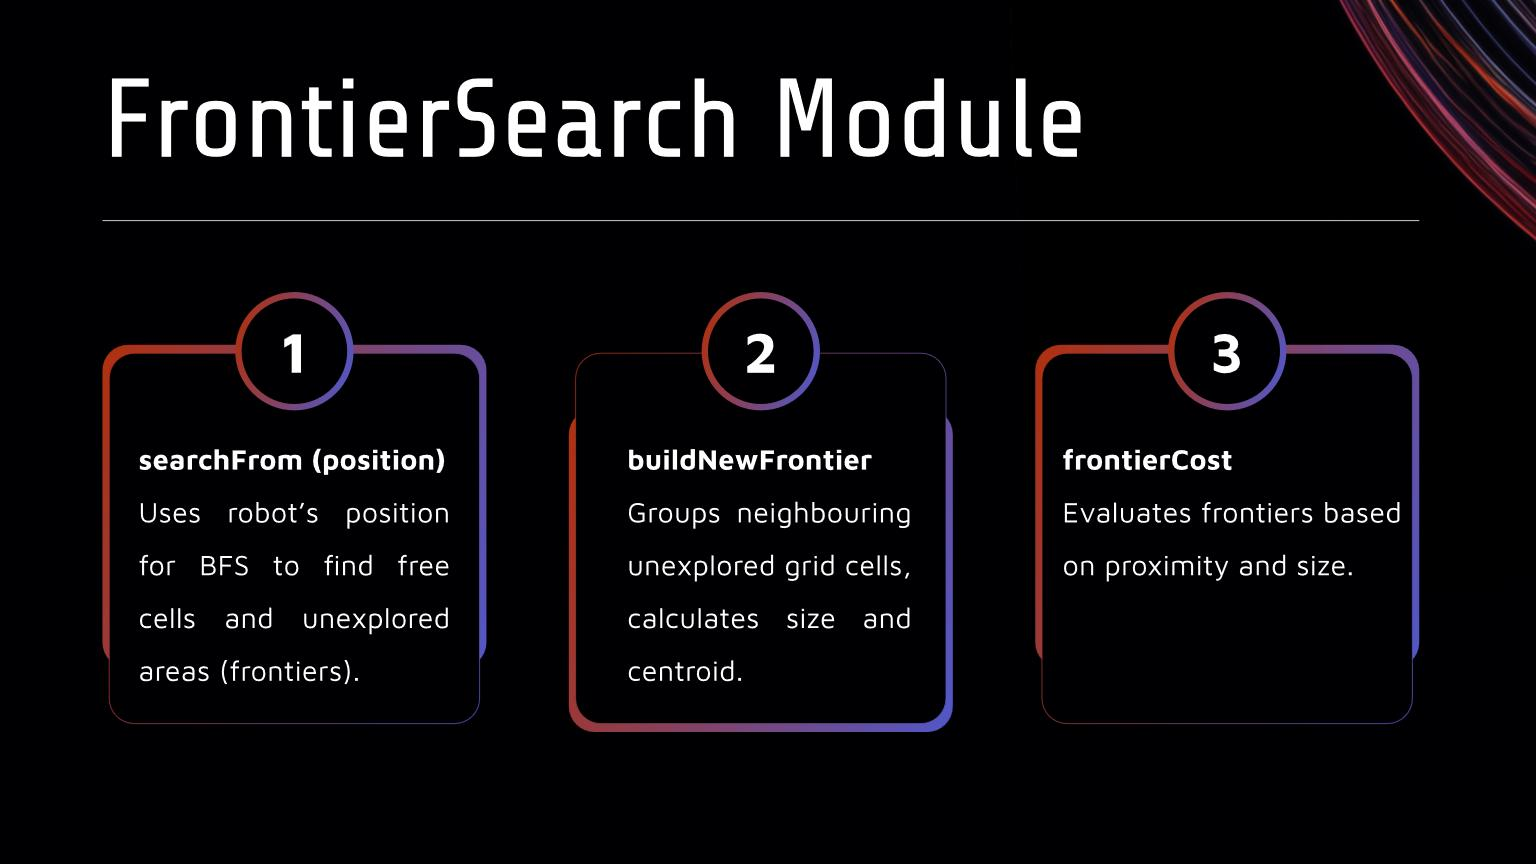 FrontierSearch Module
1
searchFrom (position)
Uses robot’s position
for BFS to find free
cells and unexplored
areas (frontiers).
2
buildNewFrontier
Groups neighbouring
unexplored grid cells,
calculates size and
centroid.
3
frontierCost
Evaluates frontiers based
on proximity and size.